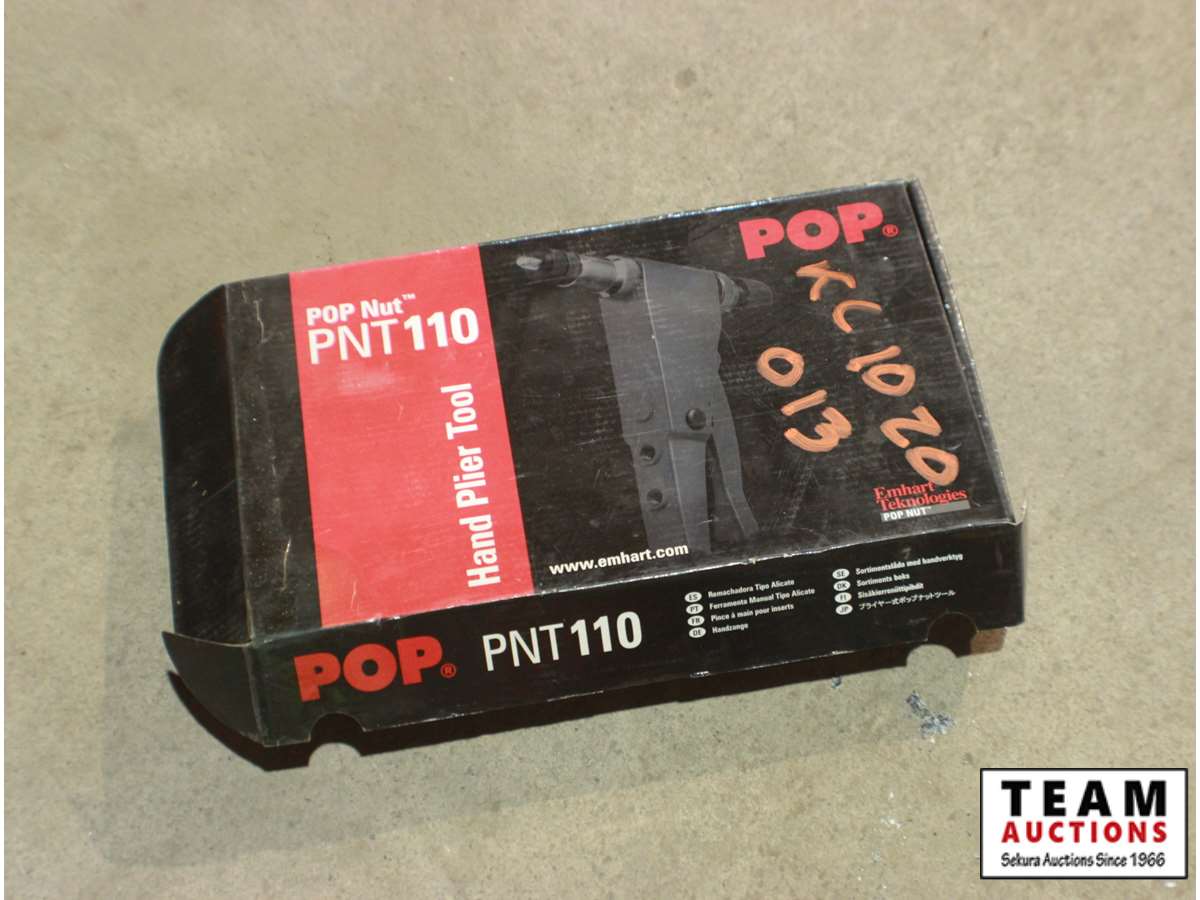 POP®
POP Nut™
PNT110
Hand Plier Tool
KC 1020
013
Emhart
Teknologies
POP NUT™
www.emhart.com
POP®
PNT110
ES Remachadora Tipo Alicate
PT Ferramenta Manual Tipo Alicate
FR Pince à main pour inserts
DE Handzange
SE Sortimentslåda med handverktyg
DK Sortiments boks
FI Sisäkierreniittipihdit
JP プライヤー式ポップナットツール
TEAM
AUCTIONS
Sekura Auctions Since 1966